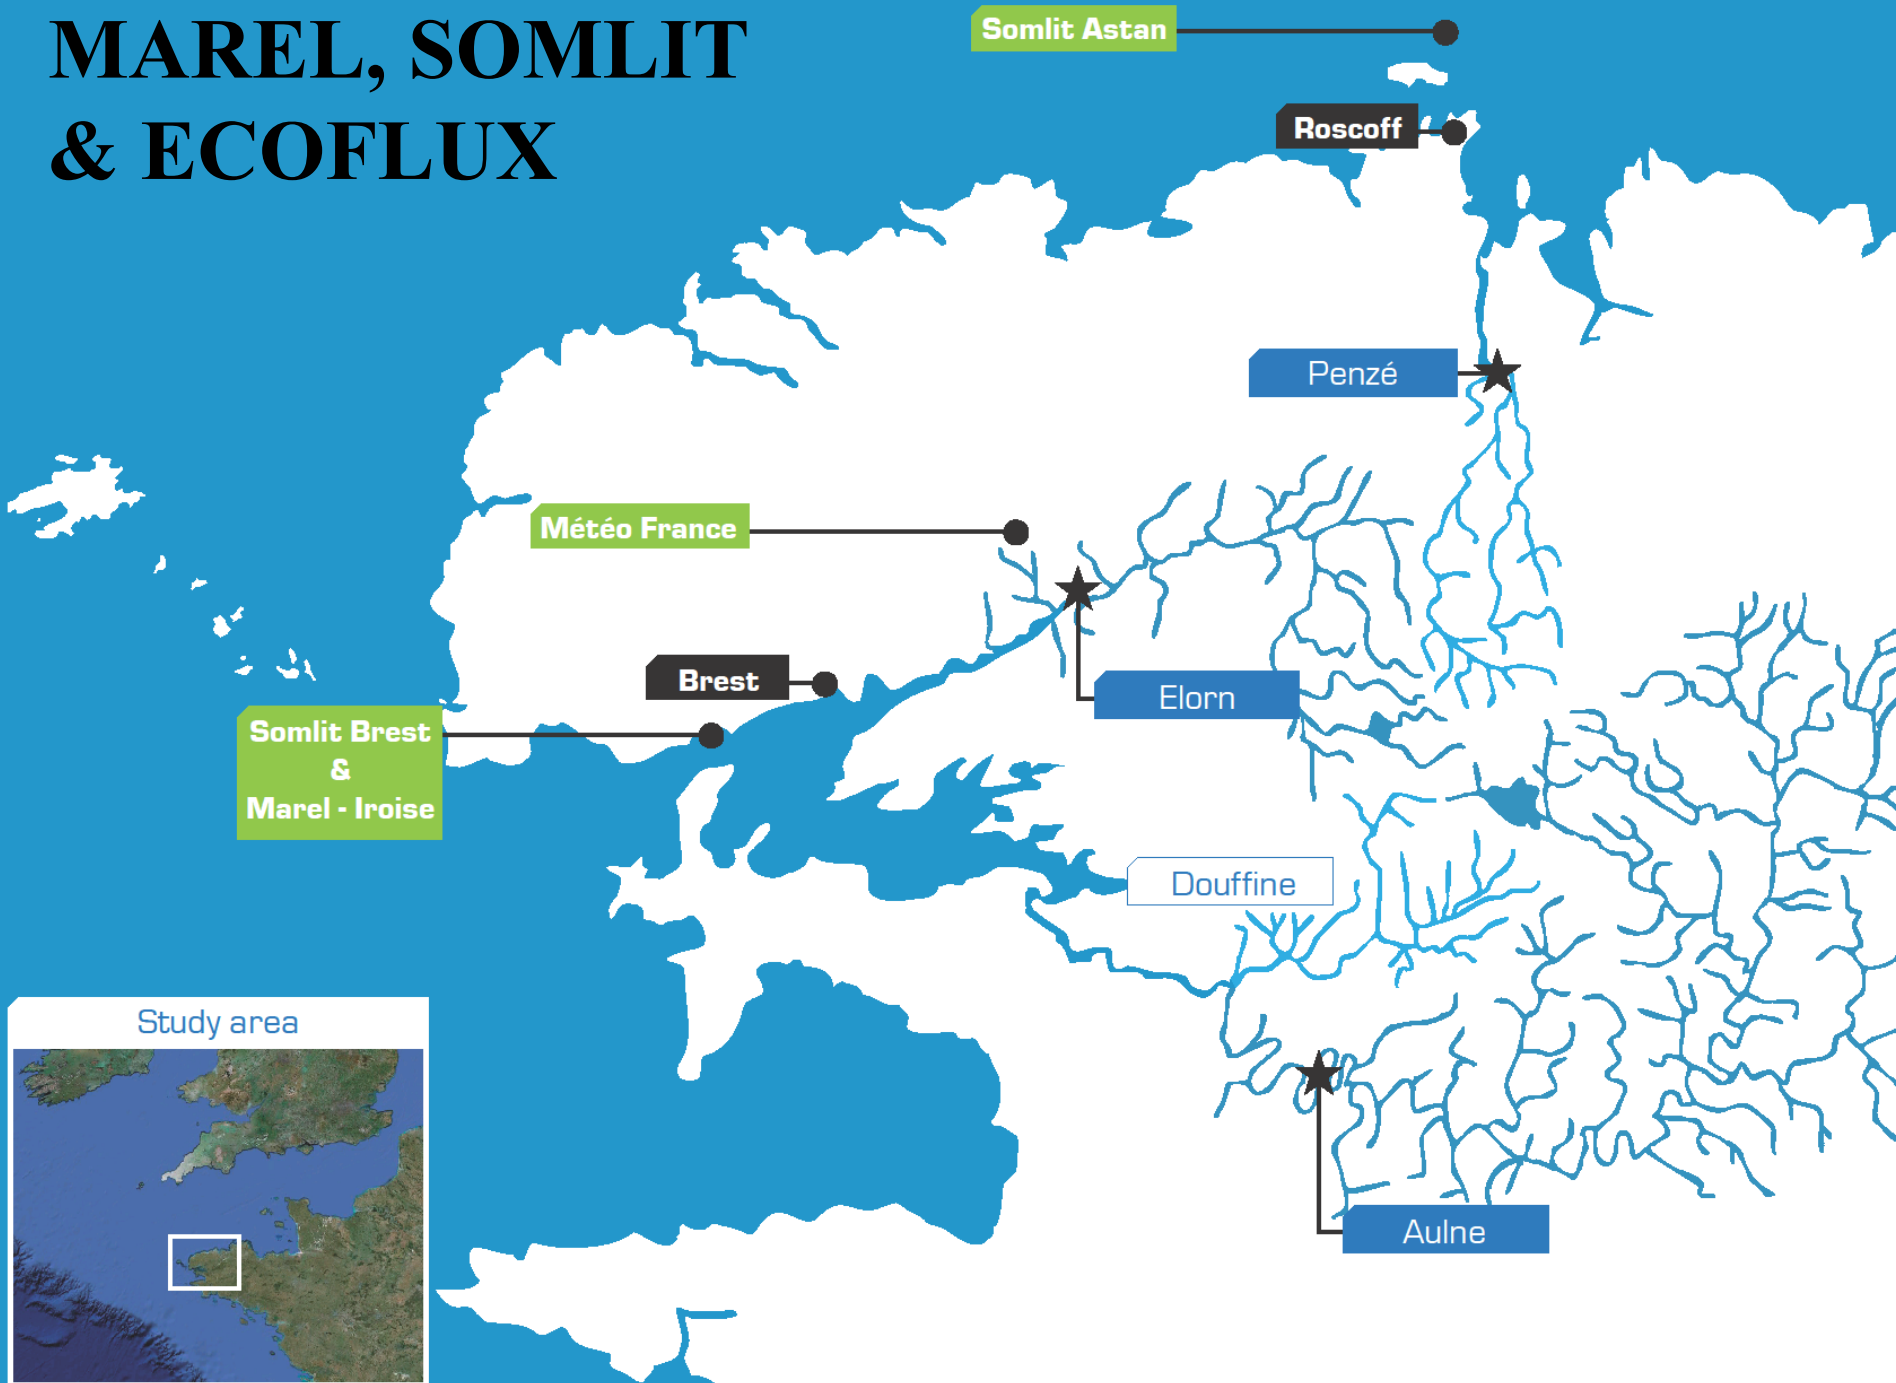 MAREL, SOMLIT
& ECOFLUX
Somlit Astan
Roscoff
Penzé
Météo France
Brest
Elorn
Somlit Brest
&
Marel - Iroise
Douffine
Study area
Aulne